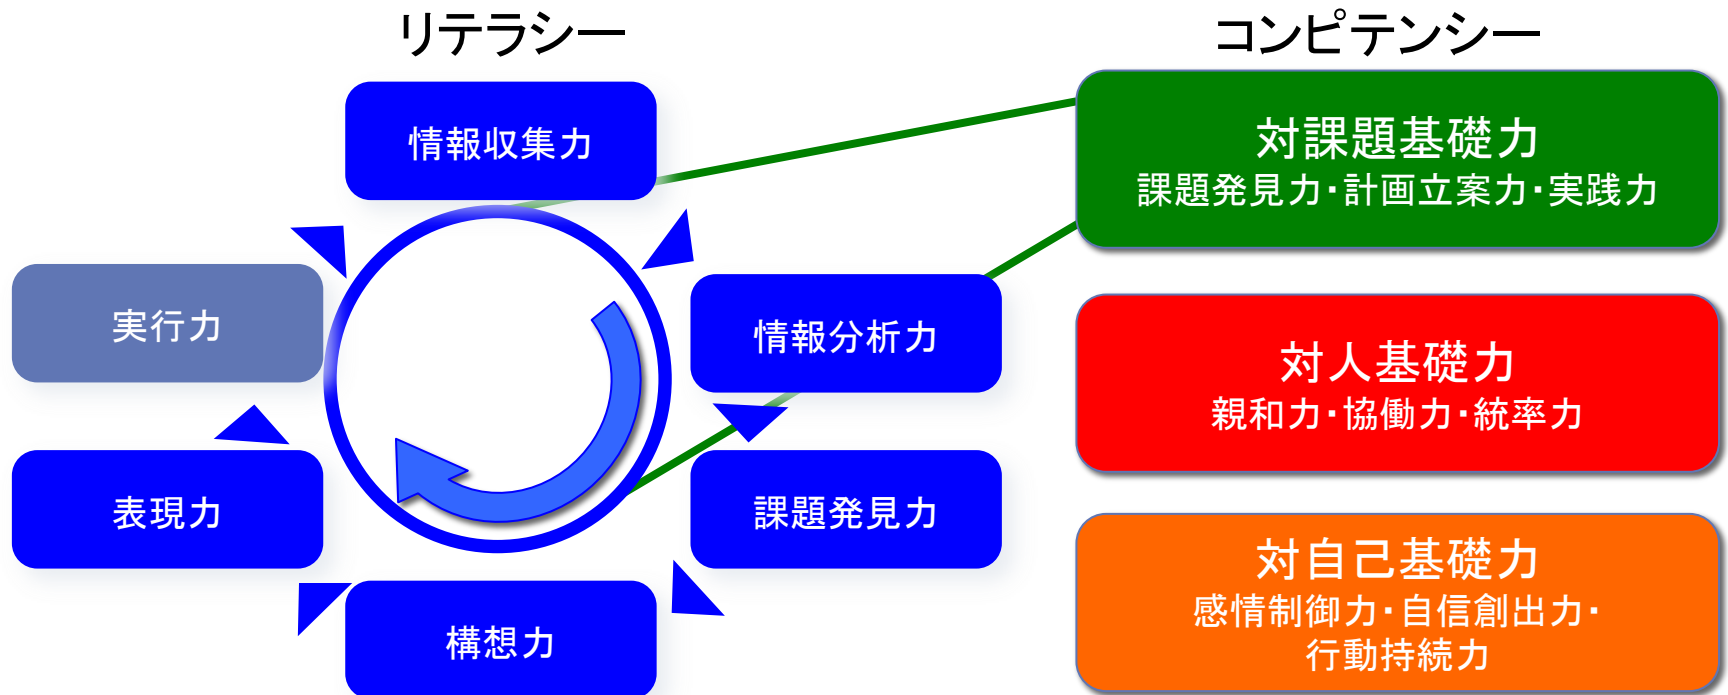 リテラシー
コンピテンシー
情報収集力
実行力
情報分析力
表現力
課題発見力
構想力
対課題基礎力
課題発見力・計画立案力・実践力
対人基礎力
親和力・協働力・統率力
対自己基礎力
感情制御力・自信創出力・
行動持続力